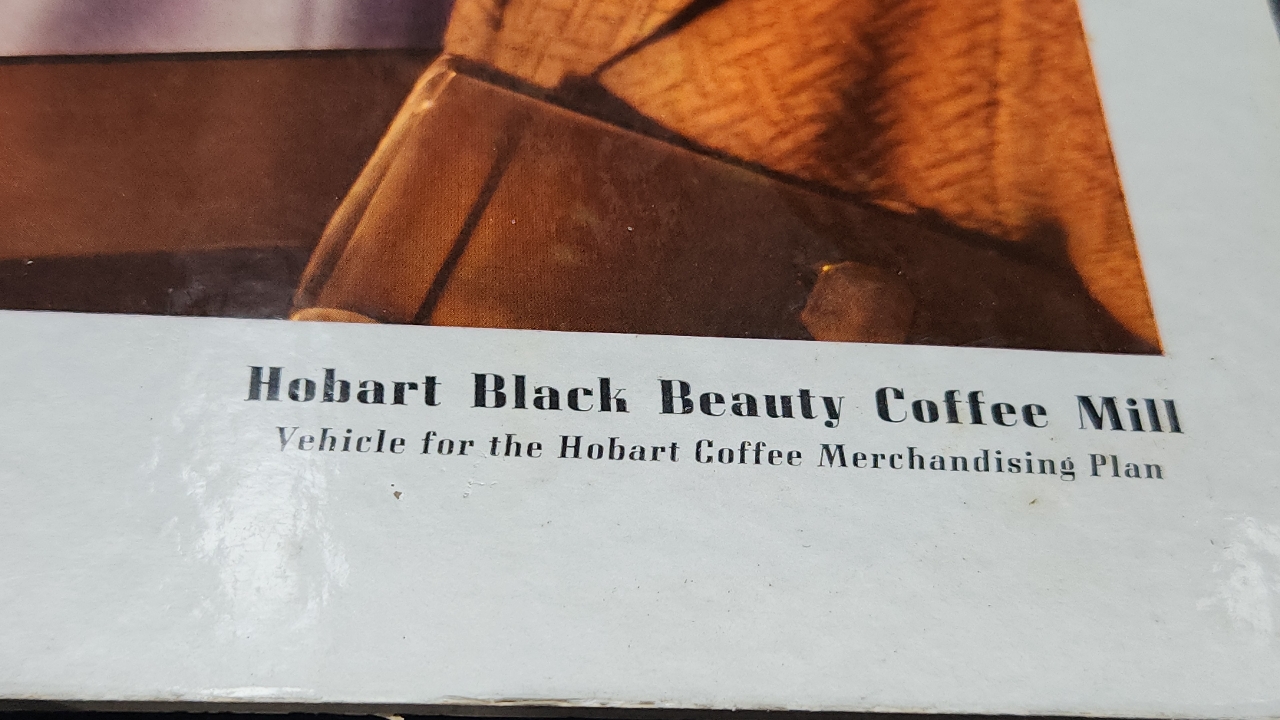 Hobart Black Beauty Coffee Mill
Vehicle for the Hobart Coffee Merchandising Plan